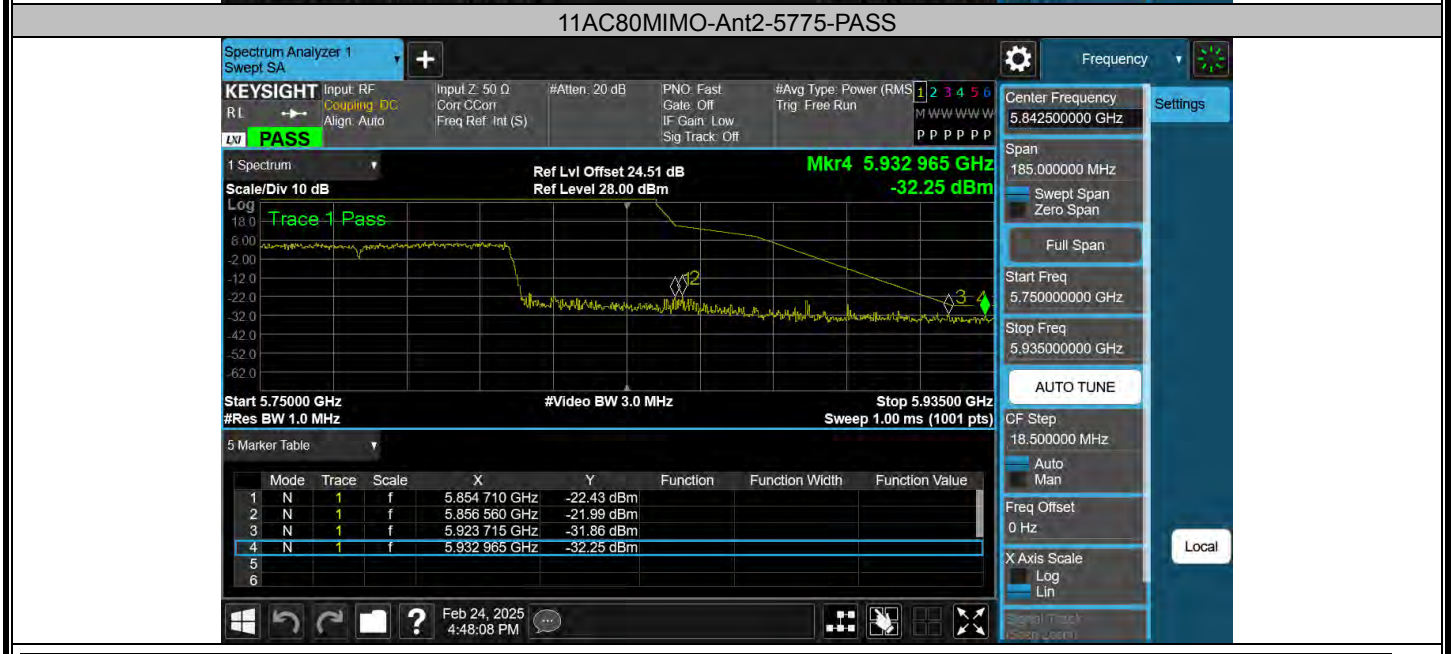 11AC80MIMO-Ant2-5775-PASS
Spectrum Analyzer 1
Swept SA
+
Frequency
KEYSIGHT
RL
LXI PASS
Input: RF
Coupling: DC
Align: Auto
Input Z: 50 Ω
Corr CCorr
Freq Ref: Int (S)
#Atten: 20 dB
PNO: Fast
Gate: Off
IF Gain: Low
Sig Track: Off
#Avg Type: Power (RMS
Trig: Free Run
1 2 3 4 5 6
M W W W W W
P P P P P P
Center Frequency
5.842500000 GHz
Settings
1 Spectrum
Scale/Div 10 dB
Ref Lvl Offset 24.51 dB
Ref Level 28.00 dBm
Mkr4 5.932 965 GHz
-32.25 dBm
Log
Trace 1 Pass
18.0
8.00
-2.00
-12.0
-22.0
-32.0
-42.0
-52.0
-62.0
1 2
3
4
Start 5.75000 GHz
#Res BW 1.0 MHz
#Video BW 3.0 MHz
Stop 5.93500 GHz
Sweep 1.00 ms (1001 pts)
Span
185.000000 MHz
Swept Span
Zero Span
Full Span
Start Freq
5.750000000 GHz
Stop Freq
5.935000000 GHz
AUTO TUNE
CF Step
18.500000 MHz
Auto
Man
Freq Offset
0 Hz
X Axis Scale
Log
Lin
Signal Track
(Span Zoom)
Local
5 Marker Table
Mode Trace Scale X Y Function Function Width Function Value
1 N 1 f 5.854 710 GHz -22.43 dBm
2 N 1 f 5.856 560 GHz -21.99 dBm
3 N 1 f 5.923 715 GHz -31.86 dBm
4 N 1 f 5.932 965 GHz -32.25 dBm
5
6
?
Feb 24, 2025
4:48:08 PM